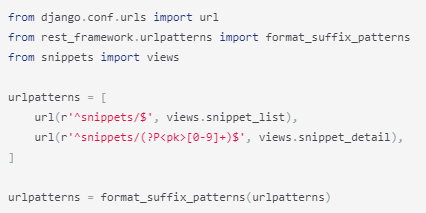 from django.conf.urls import url
from rest_framework.urlpatterns import format_suffix_patterns
from snippets import views

urlpatterns = [
    url(r'^snippets/$', views.snippet_list),
    url(r'^snippets/(?P<pk>[0-9]+)$', views.snippet_detail),
]

urlpatterns = format_suffix_patterns(urlpatterns)